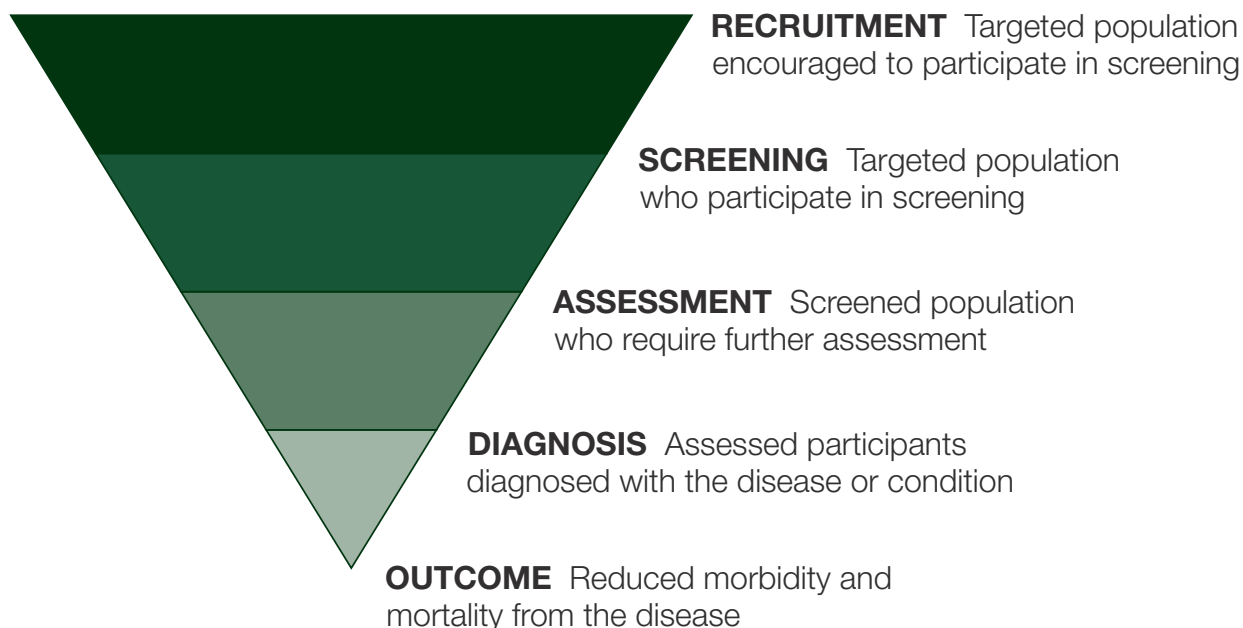 RECRUITMENT Targeted population
encouraged to participate in screening
SCREENING Targeted population
who participate in screening
ASSESSMENT Screened population
who require further assessment
DIAGNOSIS Assessed participants
diagnosed with the disease or condition
OUTCOME Reduced morbidity and
mortality from the disease